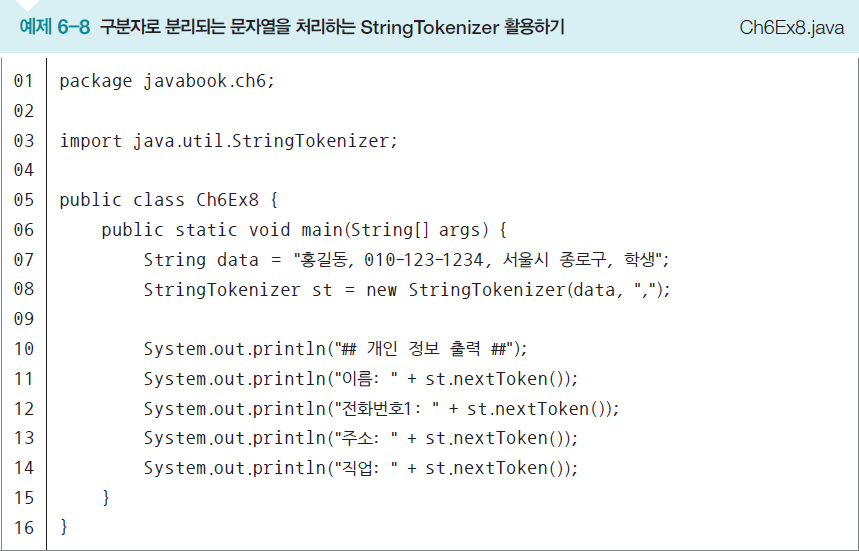 예제 6-8 구분자로 분리되는 문자열을 처리하는 StringTokenizer 활용하기 Ch6Ex8.java
01 package javabook.ch6;
02
03 import java.util.StringTokenizer;
04
05 public class Ch6Ex8 {
06     public static void main(String[] args) {
07         String data = "홍길동, 010-123-1234, 서울시 종로구, 학생";
08         StringTokenizer st = new StringTokenizer(data, ",");
09
10         System.out.println("## 개인 정보 출력 ##");
11         System.out.println("이름: " + st.nextToken());
12         System.out.println("전화번호1: " + st.nextToken());
13         System.out.println("주소: " + st.nextToken());
14         System.out.println("직업: " + st.nextToken());
15     }
16 }